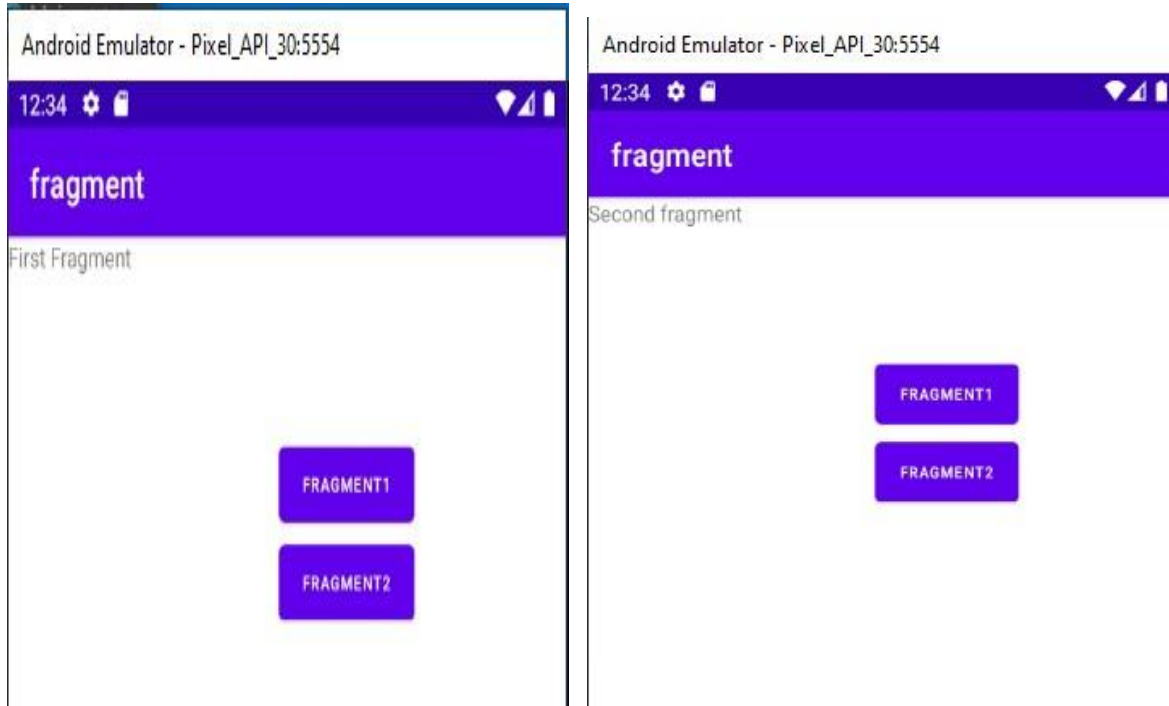 Android Emulator - Pixel_API_30:5554
12:34
fragment
First Fragment
FRAGMENT1
FRAGMENT2
Android Emulator - Pixel_API_30:5554
12:34
fragment
Second fragment
FRAGMENT1
FRAGMENT2